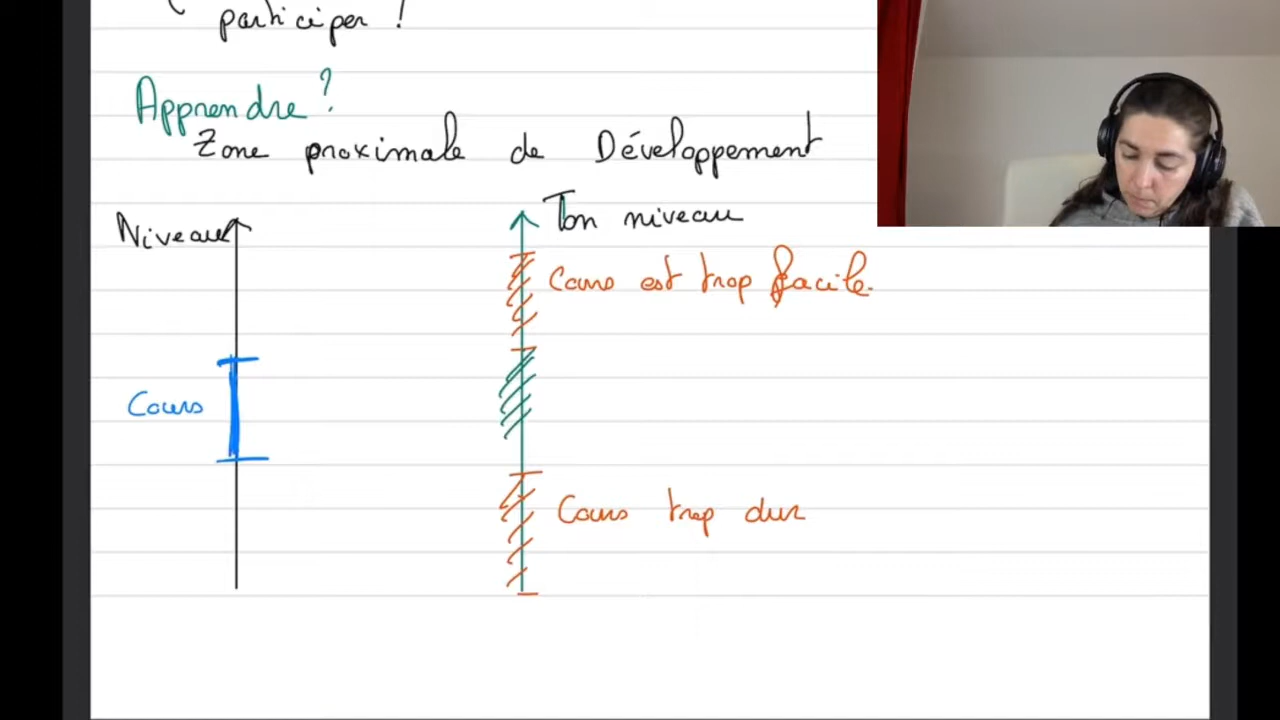 participer !
Apprendre ?
Zone proximale de Développement
Niveau
Ton niveau
Cours est trop facile.
Cours
Cours trop dur